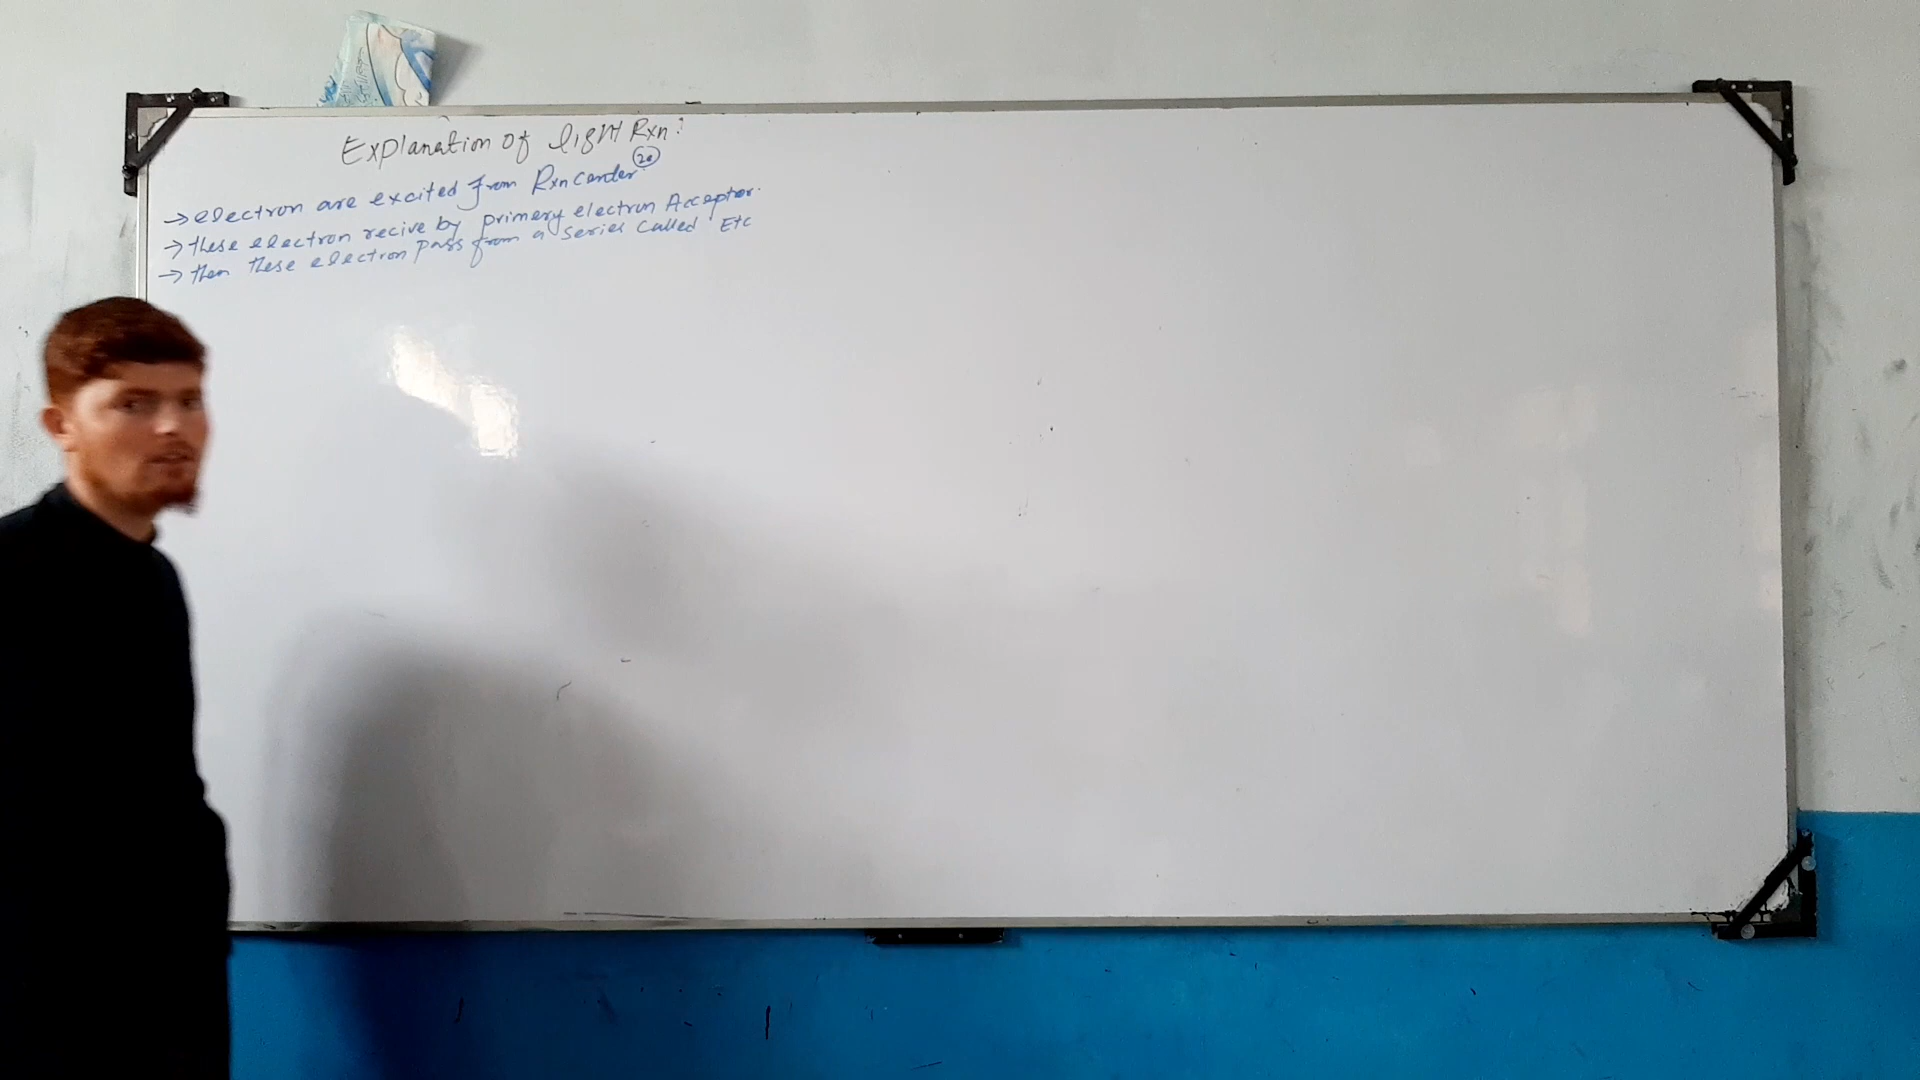 Explanation of light Rxn:
→ electron are excited from Rxn center 2e
→ these electron recive by primery electron Acceptor.
→ then these electron pass from a series called Etc